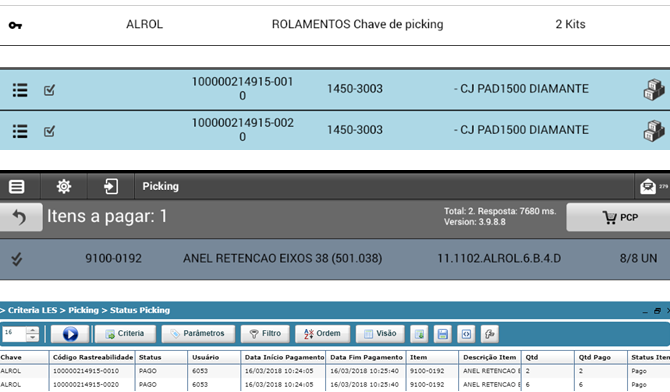 ALROL ROLAMENTOS Chave de picking 2 Kits
100000214915-001
0 1450-3003 - CJ PAD1500 DIAMANTE
100000214915-002
0 1450-3003 - CJ PAD1500 DIAMANTE
Picking 279
Itens a pagar: 1 Total: 2. Resposta: 7680 ms.
Version: 3.9.8.8 PCP
9100-0192 ANEL RETENCAO EIXOS 38 (501.038) 11.1102.ALROL.6.B.4.D 8/8 UN
> Criteria LES > Picking > Status Picking
16 Criteria Parâmetros Filtro Ordem Visão
Chave Código Rastreabilidade Status Usuário Data Início Pagamento Data Fim Pagamento Item Descrição Item Qtd Qtd Pago Status Item
ALROL 100000214915-0010 PAGO 6053 16/03/2018 10:24:05 16/03/2018 10:25:40 9100-0192 ANEL RETENCAO E 2 2 Pago
ALROL 100000214915-0020 PAGO 6053 16/03/2018 10:24:05 16/03/2018 10:25:40 9100-0192 ANEL RETENCAO E 6 6 Pago